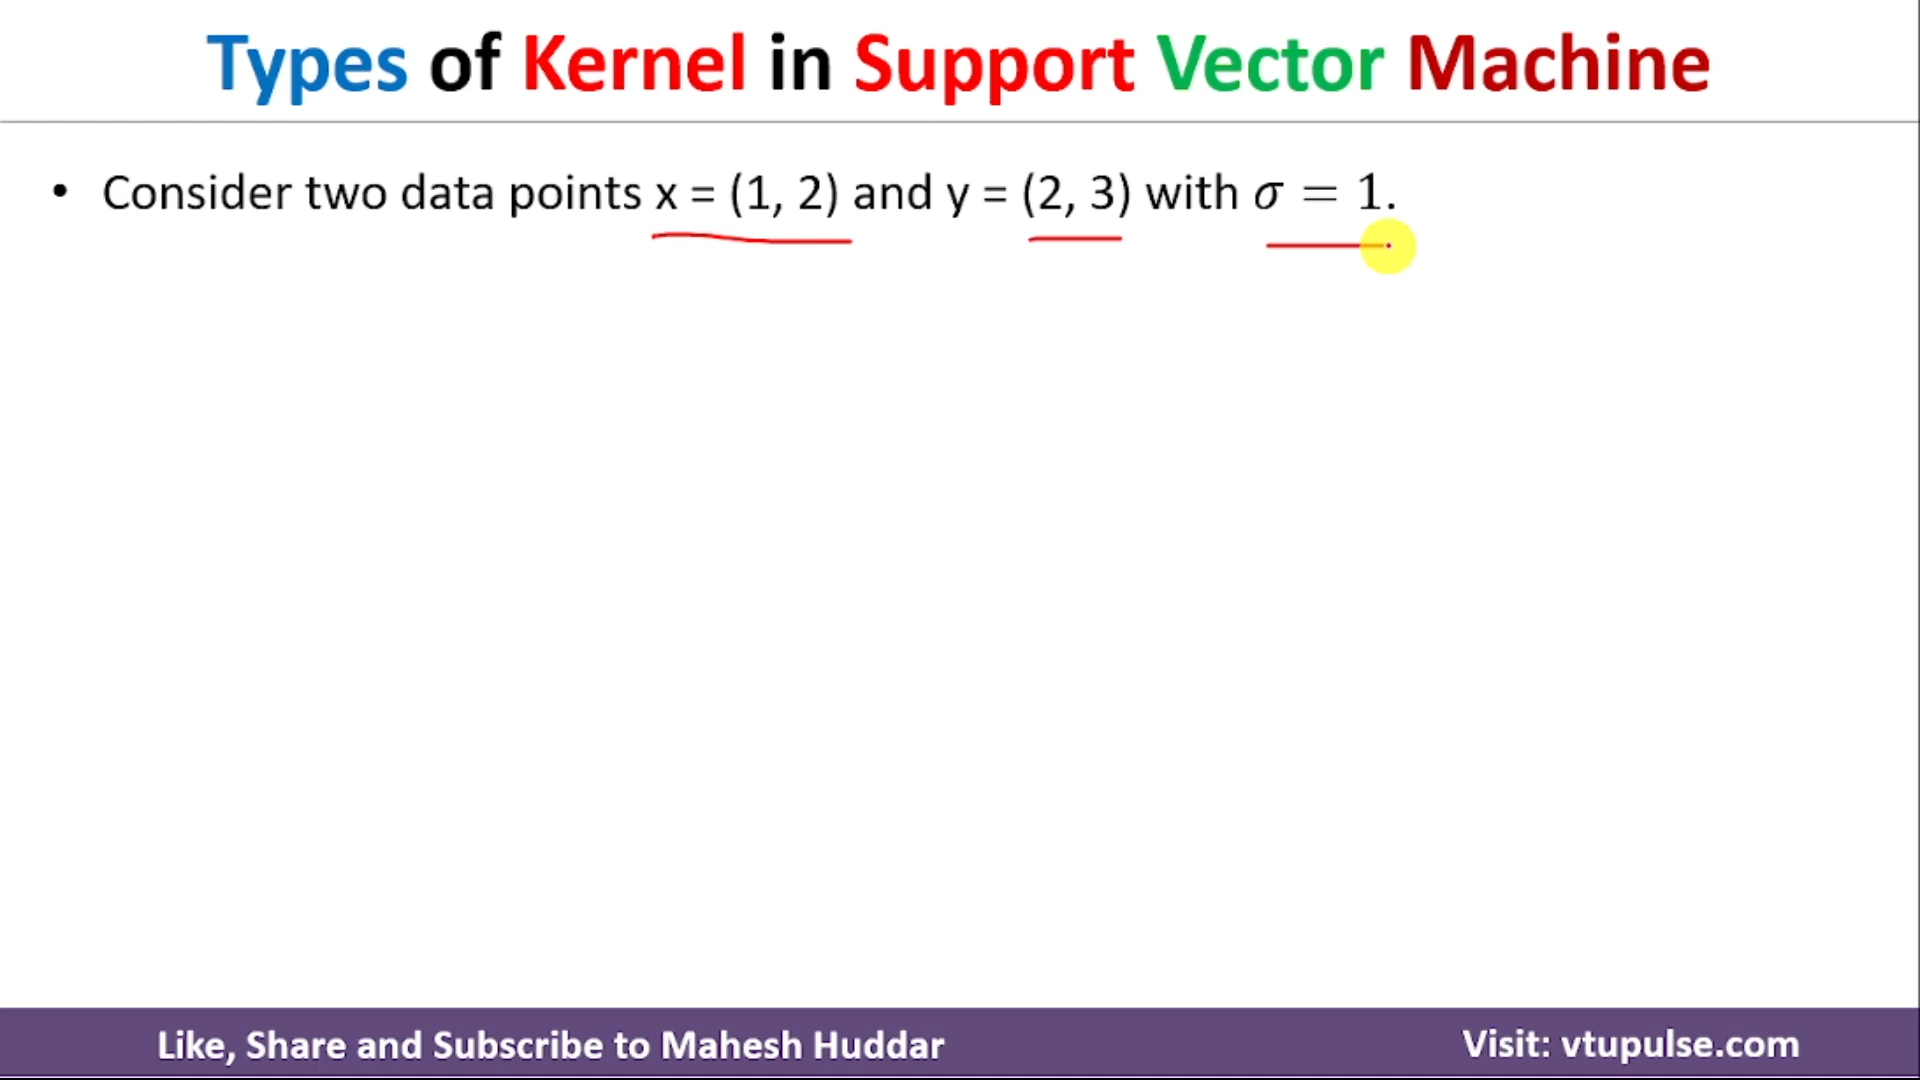 Types of Kernel in Support Vector Machine
• Consider two data points x = (1, 2) and y = (2, 3) with σ = 1.
Like, Share and Subscribe to Mahesh Huddar
Visit: vtupulse.com